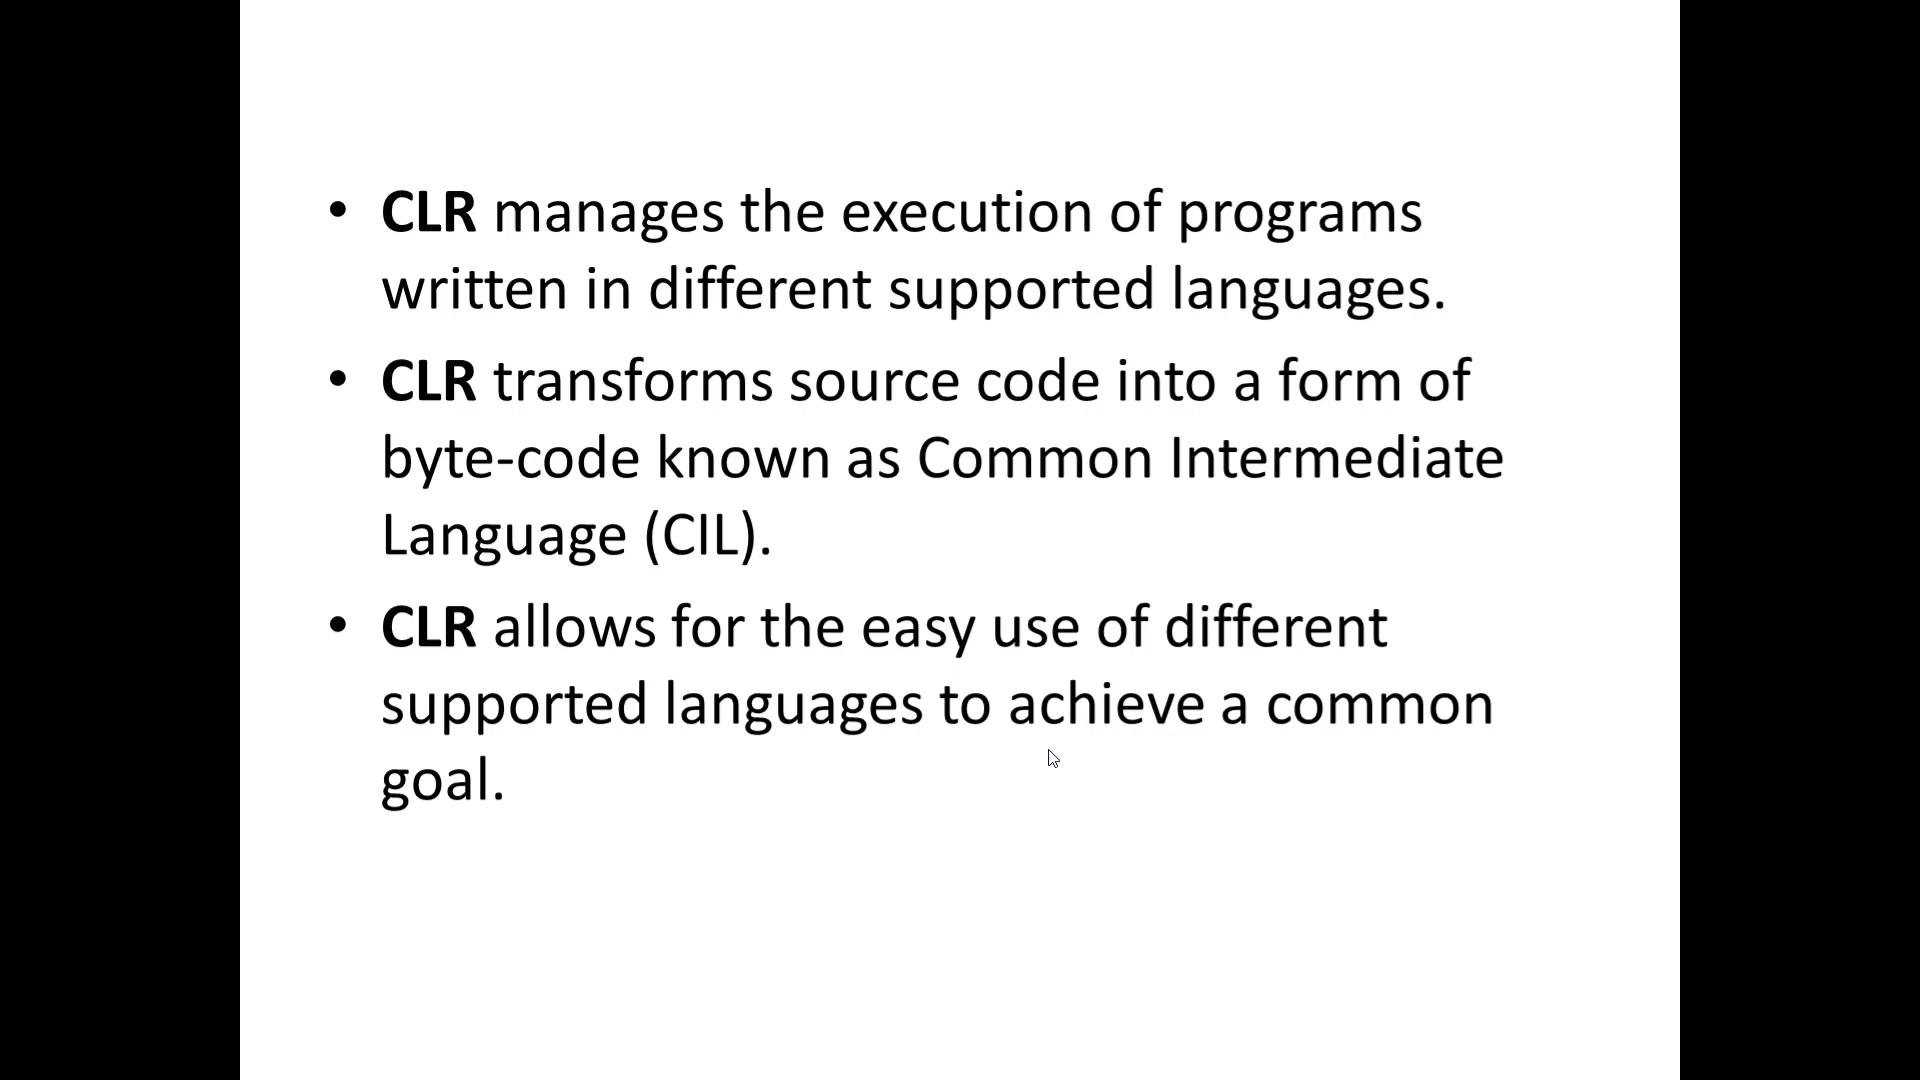 • CLR manages the execution of programs
written in different supported languages.
• CLR transforms source code into a form of
byte-code known as Common Intermediate
Language (CIL).
• CLR allows for the easy use of different
supported languages to achieve a common
goal.